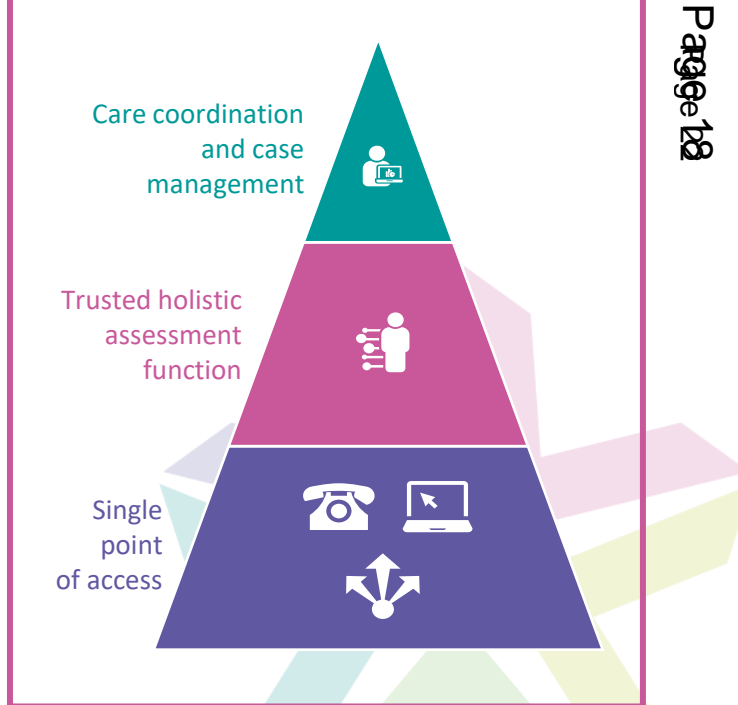 Care coordination
and case
management
Trusted holistic
assessment
function
Single
point
of access